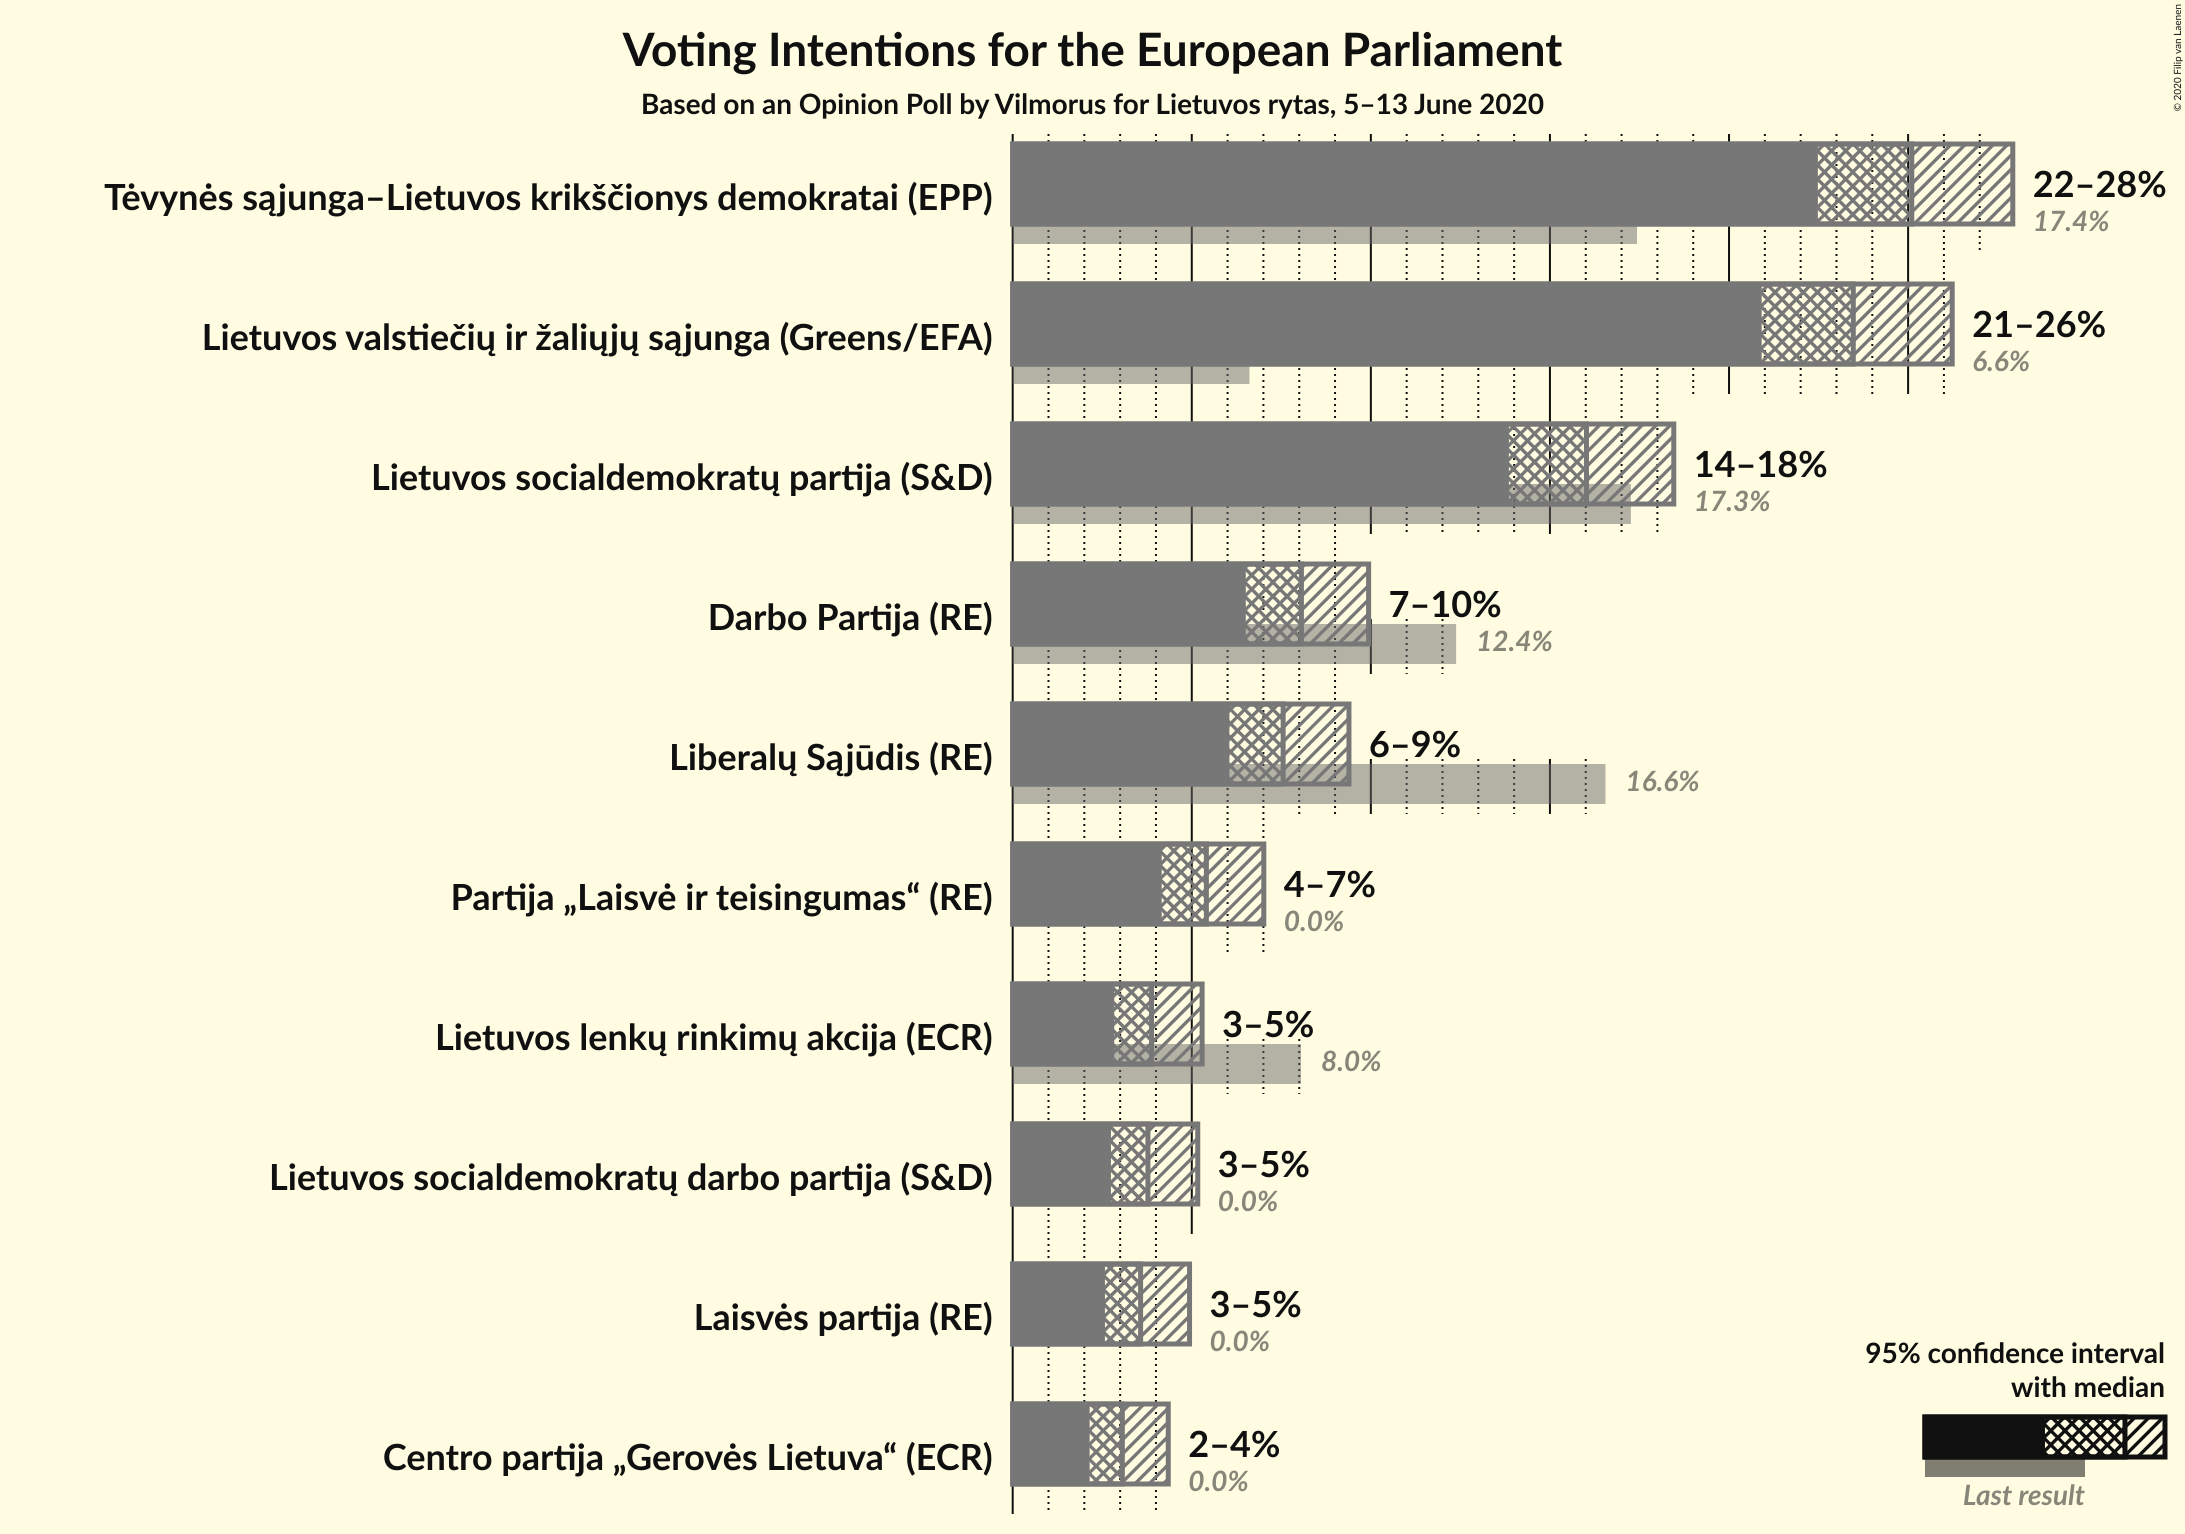 Voting Intentions for the European Parliament
Based on an Opinion Poll by Vilmorus for Lietuvos rytas, 5–13 June 2020
© 2020 Filip van Laenen
Tėvynės sąjunga–Lietuvos krikščionys demokratai (EPP)
22–28%
17.4%
Lietuvos valstiečių ir žaliųjų sąjunga (Greens/EFA)
21–26%
6.6%
Lietuvos socialdemokratų partija (S&D)
14–18%
17.3%
Darbo Partija (RE)
7–10%
12.4%
Liberalų Sąjūdis (RE)
6–9%
16.6%
Partija „Laisvė ir teisingumas“ (RE)
4–7%
0.0%
Lietuvos lenkų rinkimų akcija (ECR)
3–5%
8.0%
Lietuvos socialdemokratų darbo partija (S&D)
3–5%
0.0%
Laisvės partija (RE)
3–5%
0.0%
Centro partija „Gerovės Lietuva“ (ECR)
2–4%
0.0%
95% confidence interval
with median
Last result